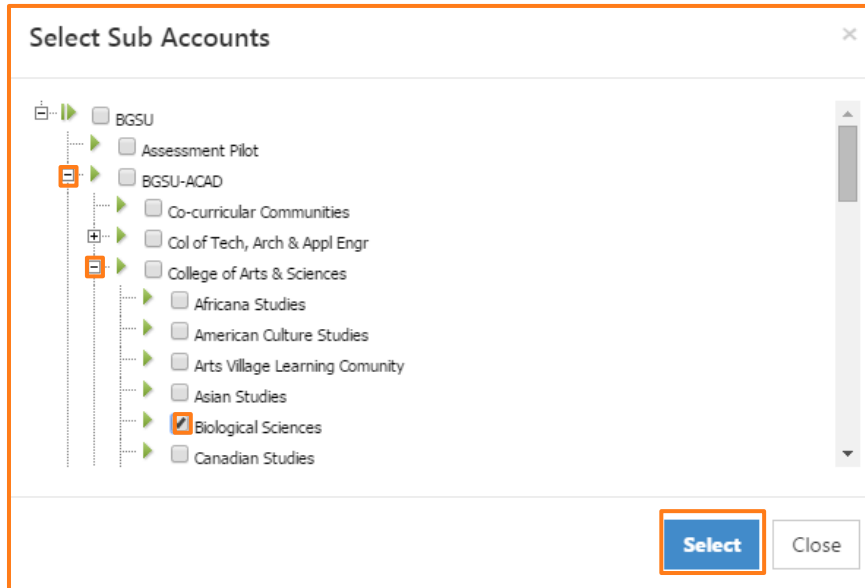 Select Sub Accounts
×
BGSU
Assessment Pilot
BGSU-ACAD
Co-curricular Communities
Col of Tech, Arch & Appl Engr
College of Arts & Sciences
Africana Studies
American Culture Studies
Arts Village Learning Comunity
Asian Studies
Biological Sciences
Canadian Studies
Select Close